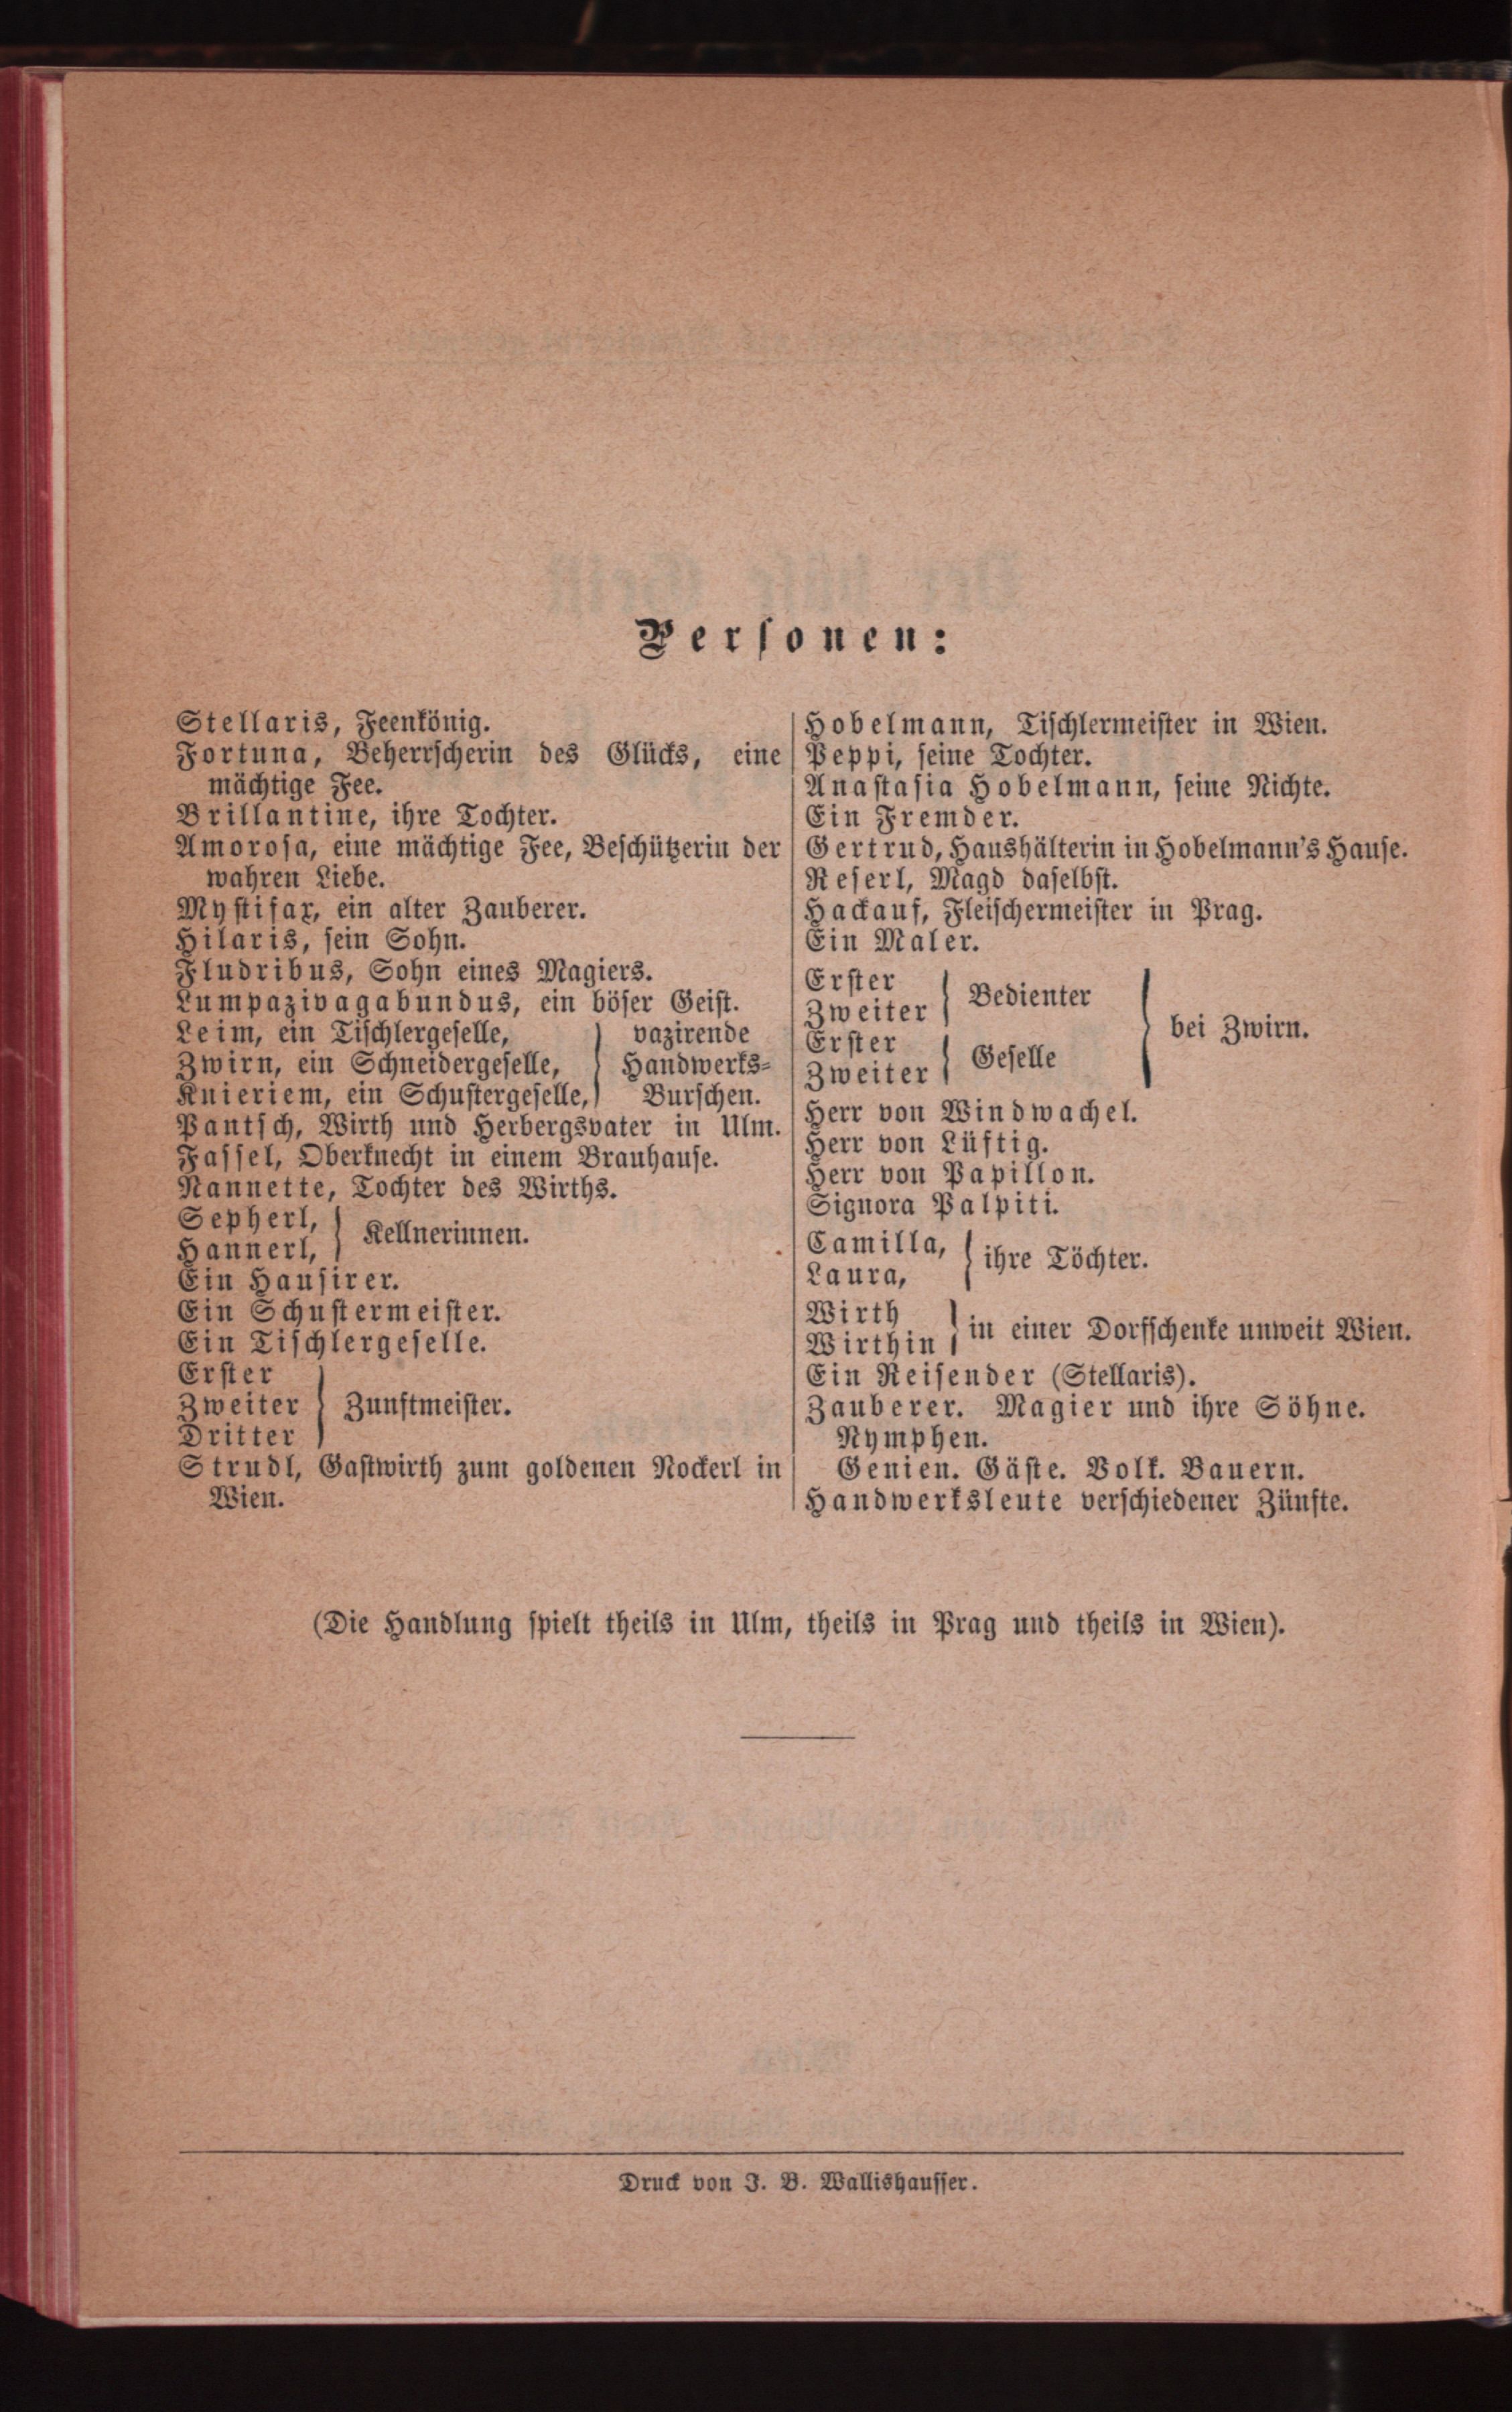 Personen:
Stellaris, Feenkönig.
Fortuna, Beherrscherin des Glücks, eine
mächtige Fee.
Brillantine, ihre Tochter.
Amorosa, eine mächtige Fee, Beschützerin der
wahren Liebe.
Mystifax, ein alter Zauberer.
Hilaris, sein Sohn.
Fludribus, Sohn eines Magiers.
Lumpazivagabundus, ein böser Geist.
Leim, ein Tischlergeselle, } vazirende
Zwirn, ein Schneidergeselle, } Handwerks-
Knieriem, ein Schustergeselle, } Burschen.
Pantsch, Wirth und Herbergsvater in Ulm.
Fassel, Oberknecht in einem Brauhause.
Nannette, Tochter des Wirths.
Sepherl, } Kellnerinnen.
Hannerl,
Ein Hausirer.
Ein Schustermeister.
Ein Tischlergeselle.
Erster
Zweiter } Zunftmeister.
Dritter
Strudl, Gastwirth zum goldenen Nockerl in
Wien.
Hobelmann, Tischlermeister in Wien.
Peppi, seine Tochter.
Anastasia Hobelmann, seine Nichte.
Ein Fremder.
Gertrud, Haushälterin in Hobelmann's Hause.
Reserl, Magd daselbst.
Hackauf, Fleischermeister in Prag.
Ein Maler.
Erster } Bedienter
Zweiter
} bei Zwirn.
Erster } Geselle
Zweiter
Herr von Windwachel.
Herr von Lüftig.
Herr von Papillon.
Signora Palpiti.
Camilla, { ihre Töchter.
Laura,
Wirth } in einer Dorfschenke unweit Wien.
Wirthin
Ein Reisender (Stellaris).
Zauberer. Magier und ihre Söhne.
Nymphen.
Genien. Gäste. Volk. Bauern.
Handwerksleute verschiedener Zünfte.
(Die Handlung spielt theils in Ulm, theils in Prag und theils in Wien).
Druck von J. B. Wallishausser.